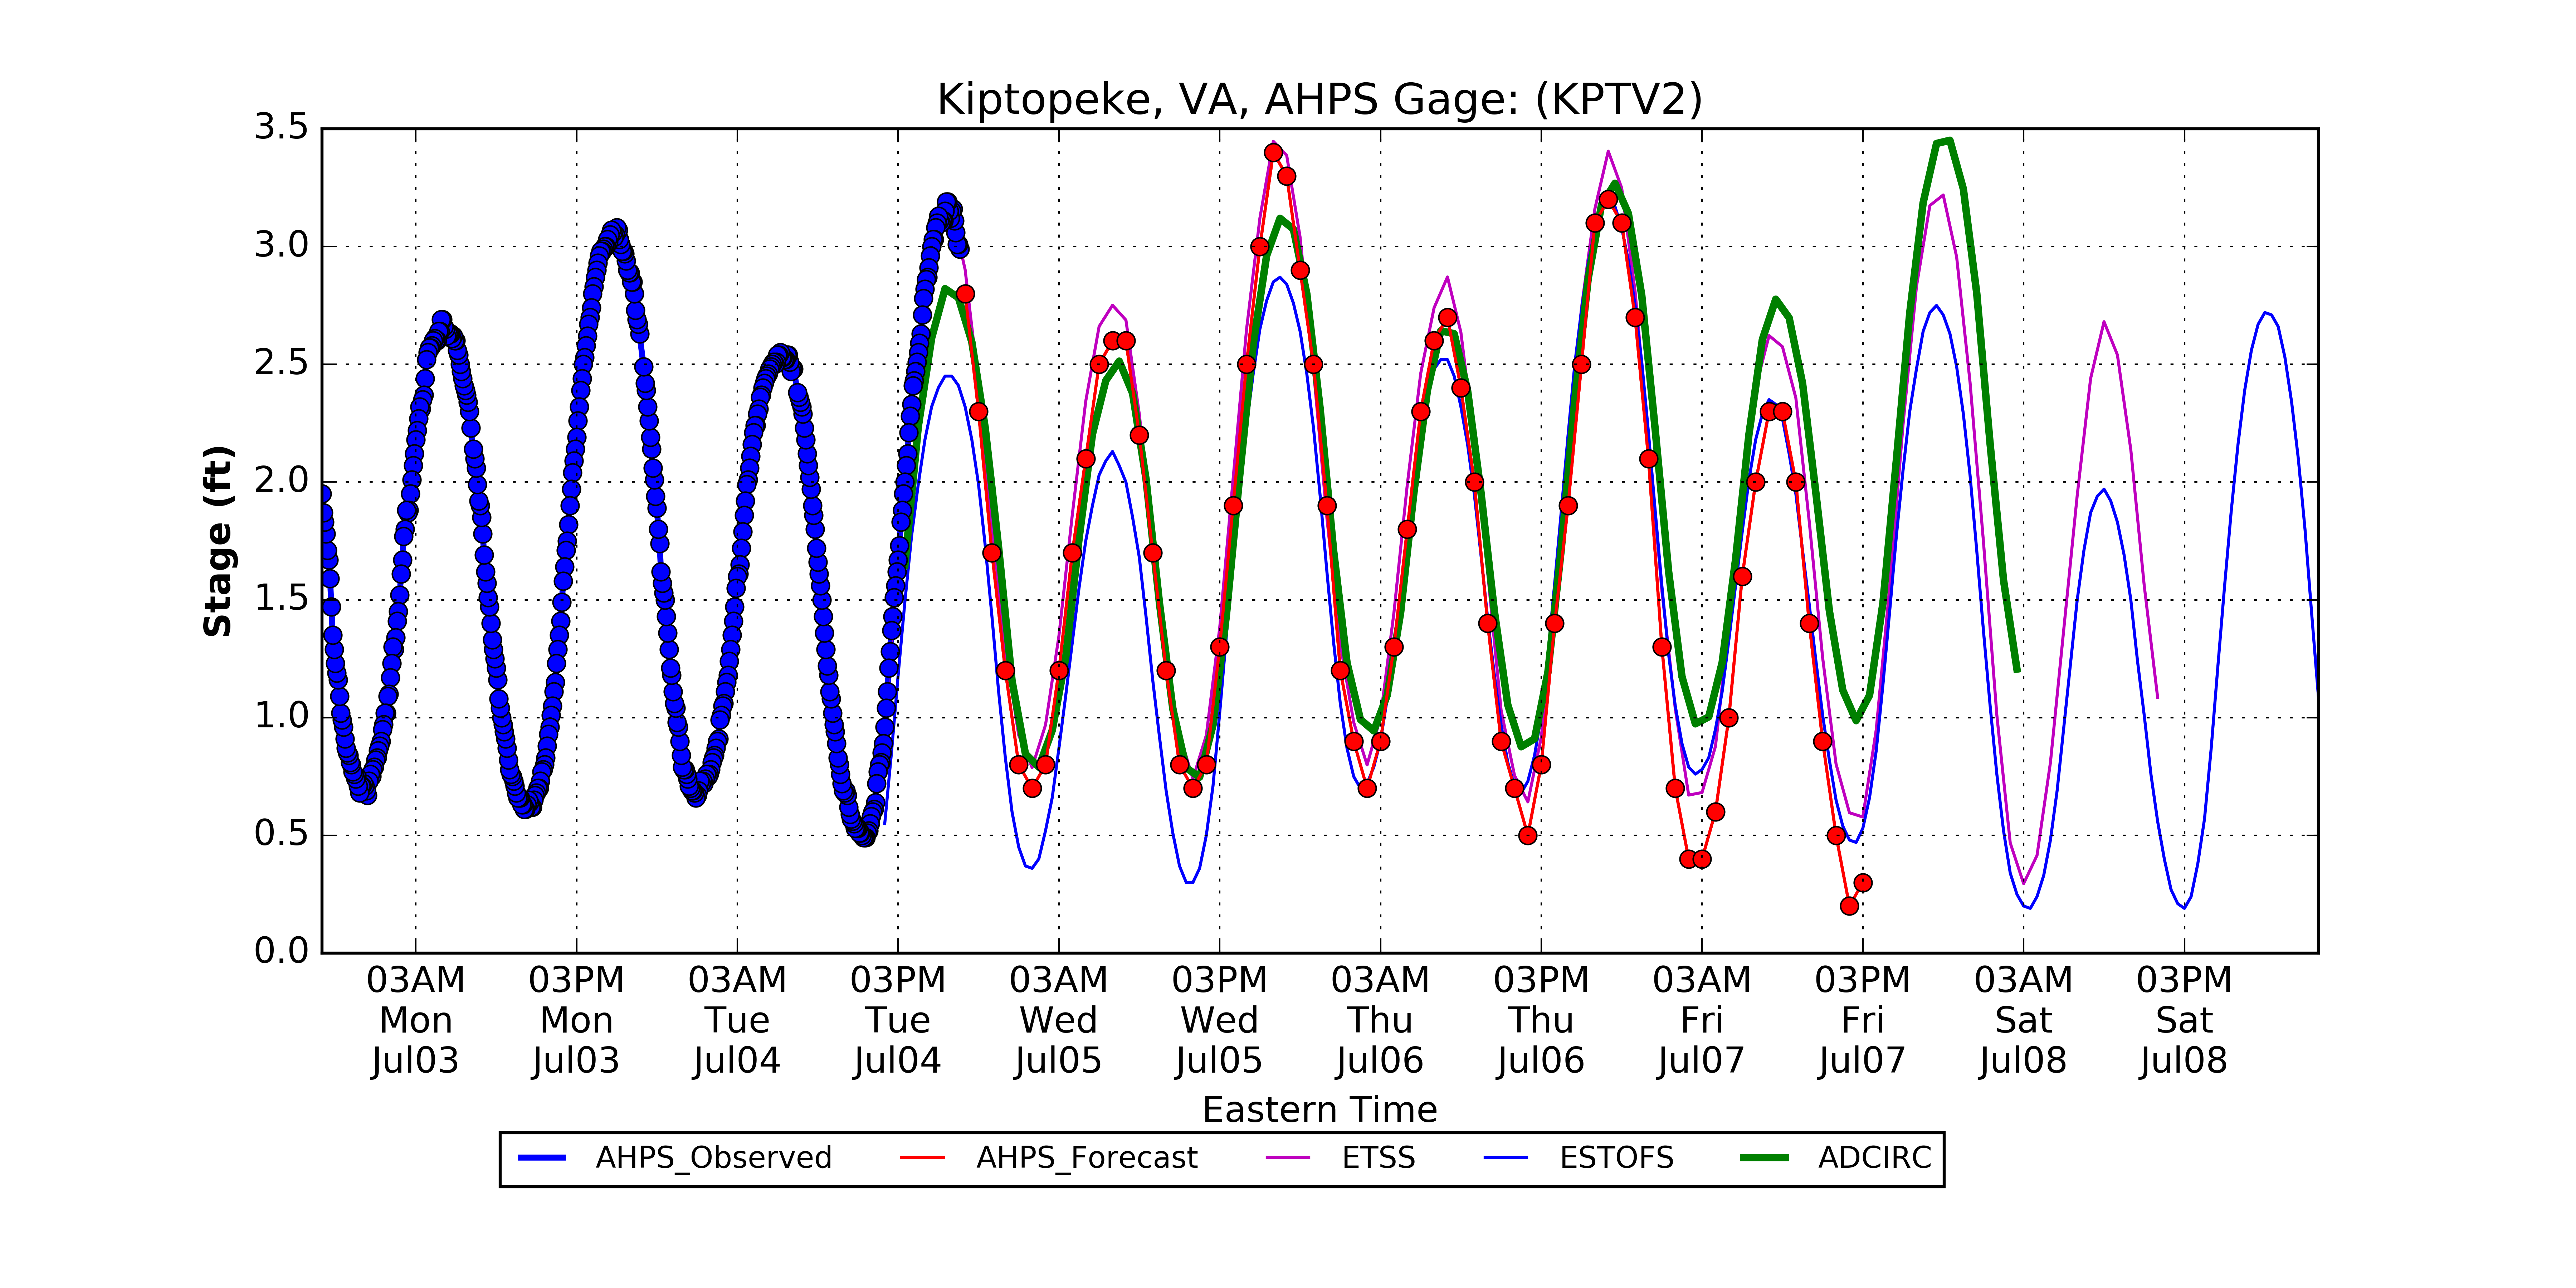 Kiptopeke, VA, AHPS Gage: (KPTV2)
Stage (ft)
3.5
3.0
2.5
2.0
1.5
1.0
0.5
0.0
03AM 03PM 03AM 03PM 03AM 03PM 03AM 03PM 03AM 03PM 03AM 03PM
Mon Mon Tue Tue Wed Wed Thu Thu Fri Fri Sat Sat
Jul03 Jul03 Jul04 Jul04 Jul05 Jul05 Jul06 Jul06 Jul07 Jul07 Jul08 Jul08
Eastern Time
AHPS_Observed AHPS_Forecast ETSS ESTOFS ADCIRC